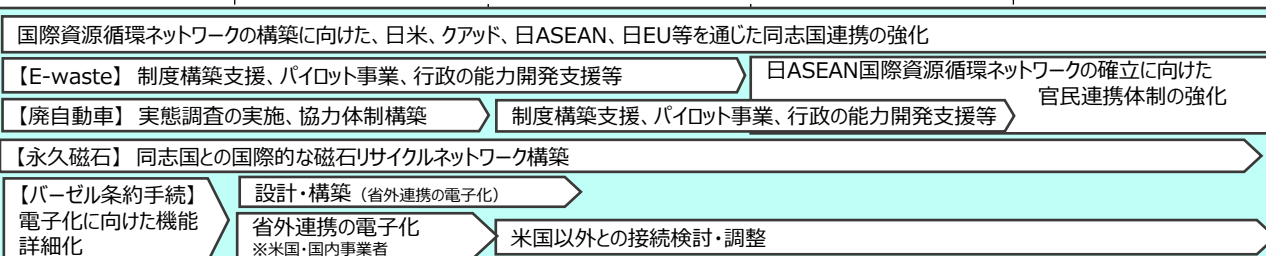 国際資源循環ネットワークの構築に向けた、日米、クアッド、日ASEAN、日EU等を通じた同志国連携の強化
【E-waste】 制度構築支援、パイロット事業、行政の能力開発支援等
日ASEAN国際資源循環ネットワークの確立に向けた
官民連携体制の強化
【廃自動車】 実態調査の実施、協力体制構築
制度構築支援、パイロット事業、行政の能力開発支援等
【永久磁石】 同志国との国際的な磁石リサイクルネットワーク構築
【バーゼル条約手続】
電子化に向けた機能
詳細化
設計・構築（省外連携の電子化）
省外連携の電子化
※米国・国内事業者
米国以外との接続検討・調整